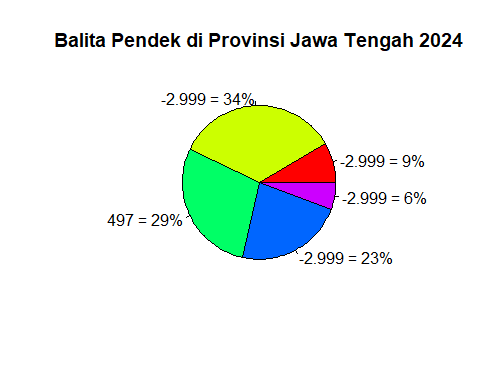 Balita Pendek di Provinsi Jawa Tengah 2024
-2.999 = 34%
-2.999 = 9%
-2.999 = 6%
497 = 29%
-2.999 = 23%